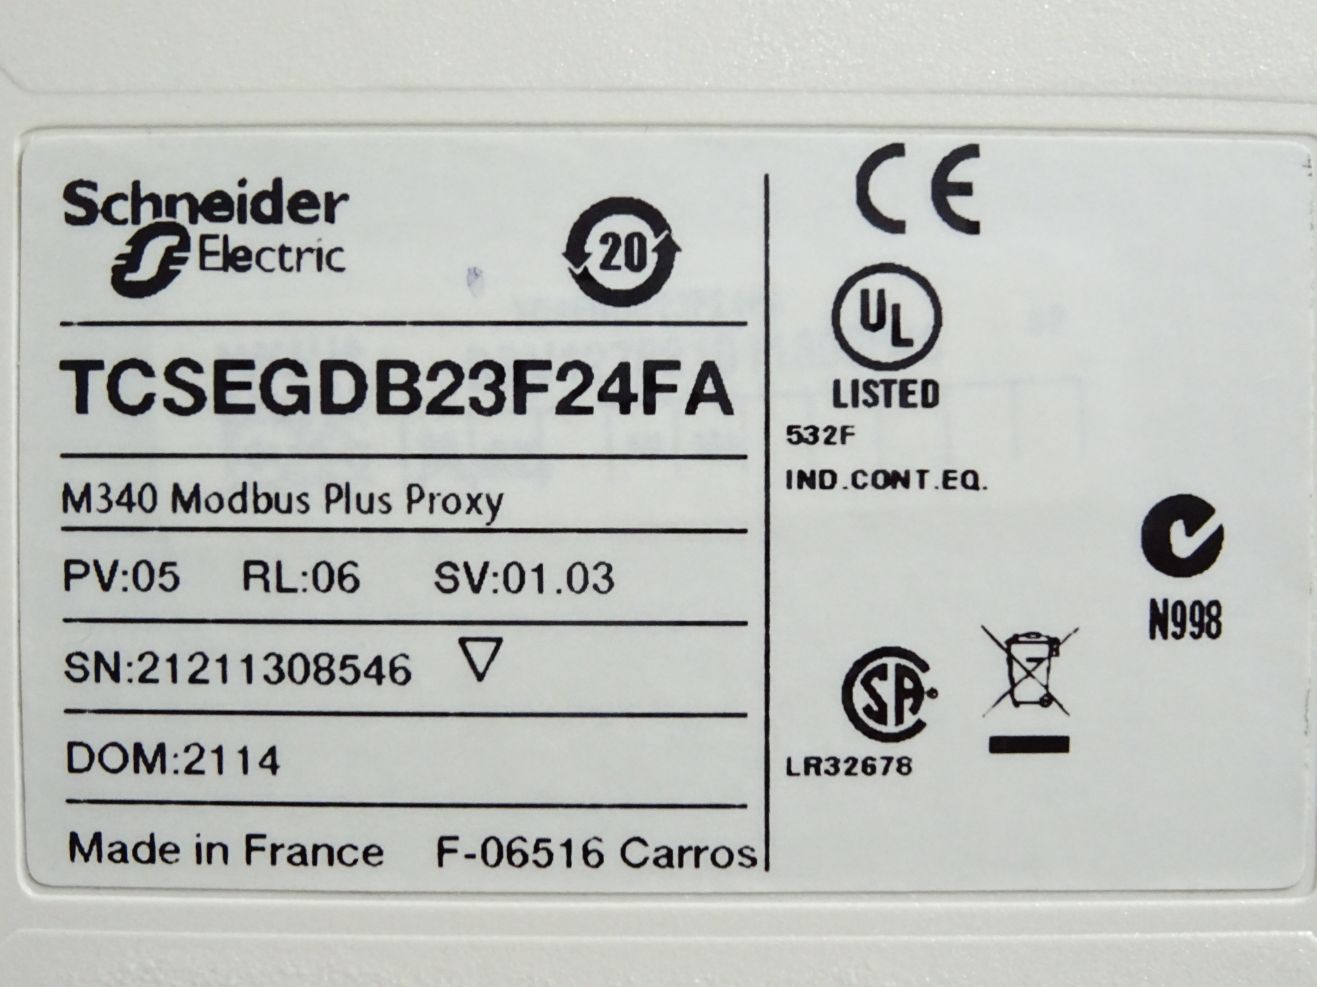 Schneider
Electric
20
TCSEGDB23F24FA
M340 Modbus Plus Proxy
PV:05 RL:06 SV:01.03
SN:21211308546
DOM:2114
Made in France F-06516 Carros
CE
UL
LISTED
532F
IND.CONT.EQ.
N998
SA
LR32678